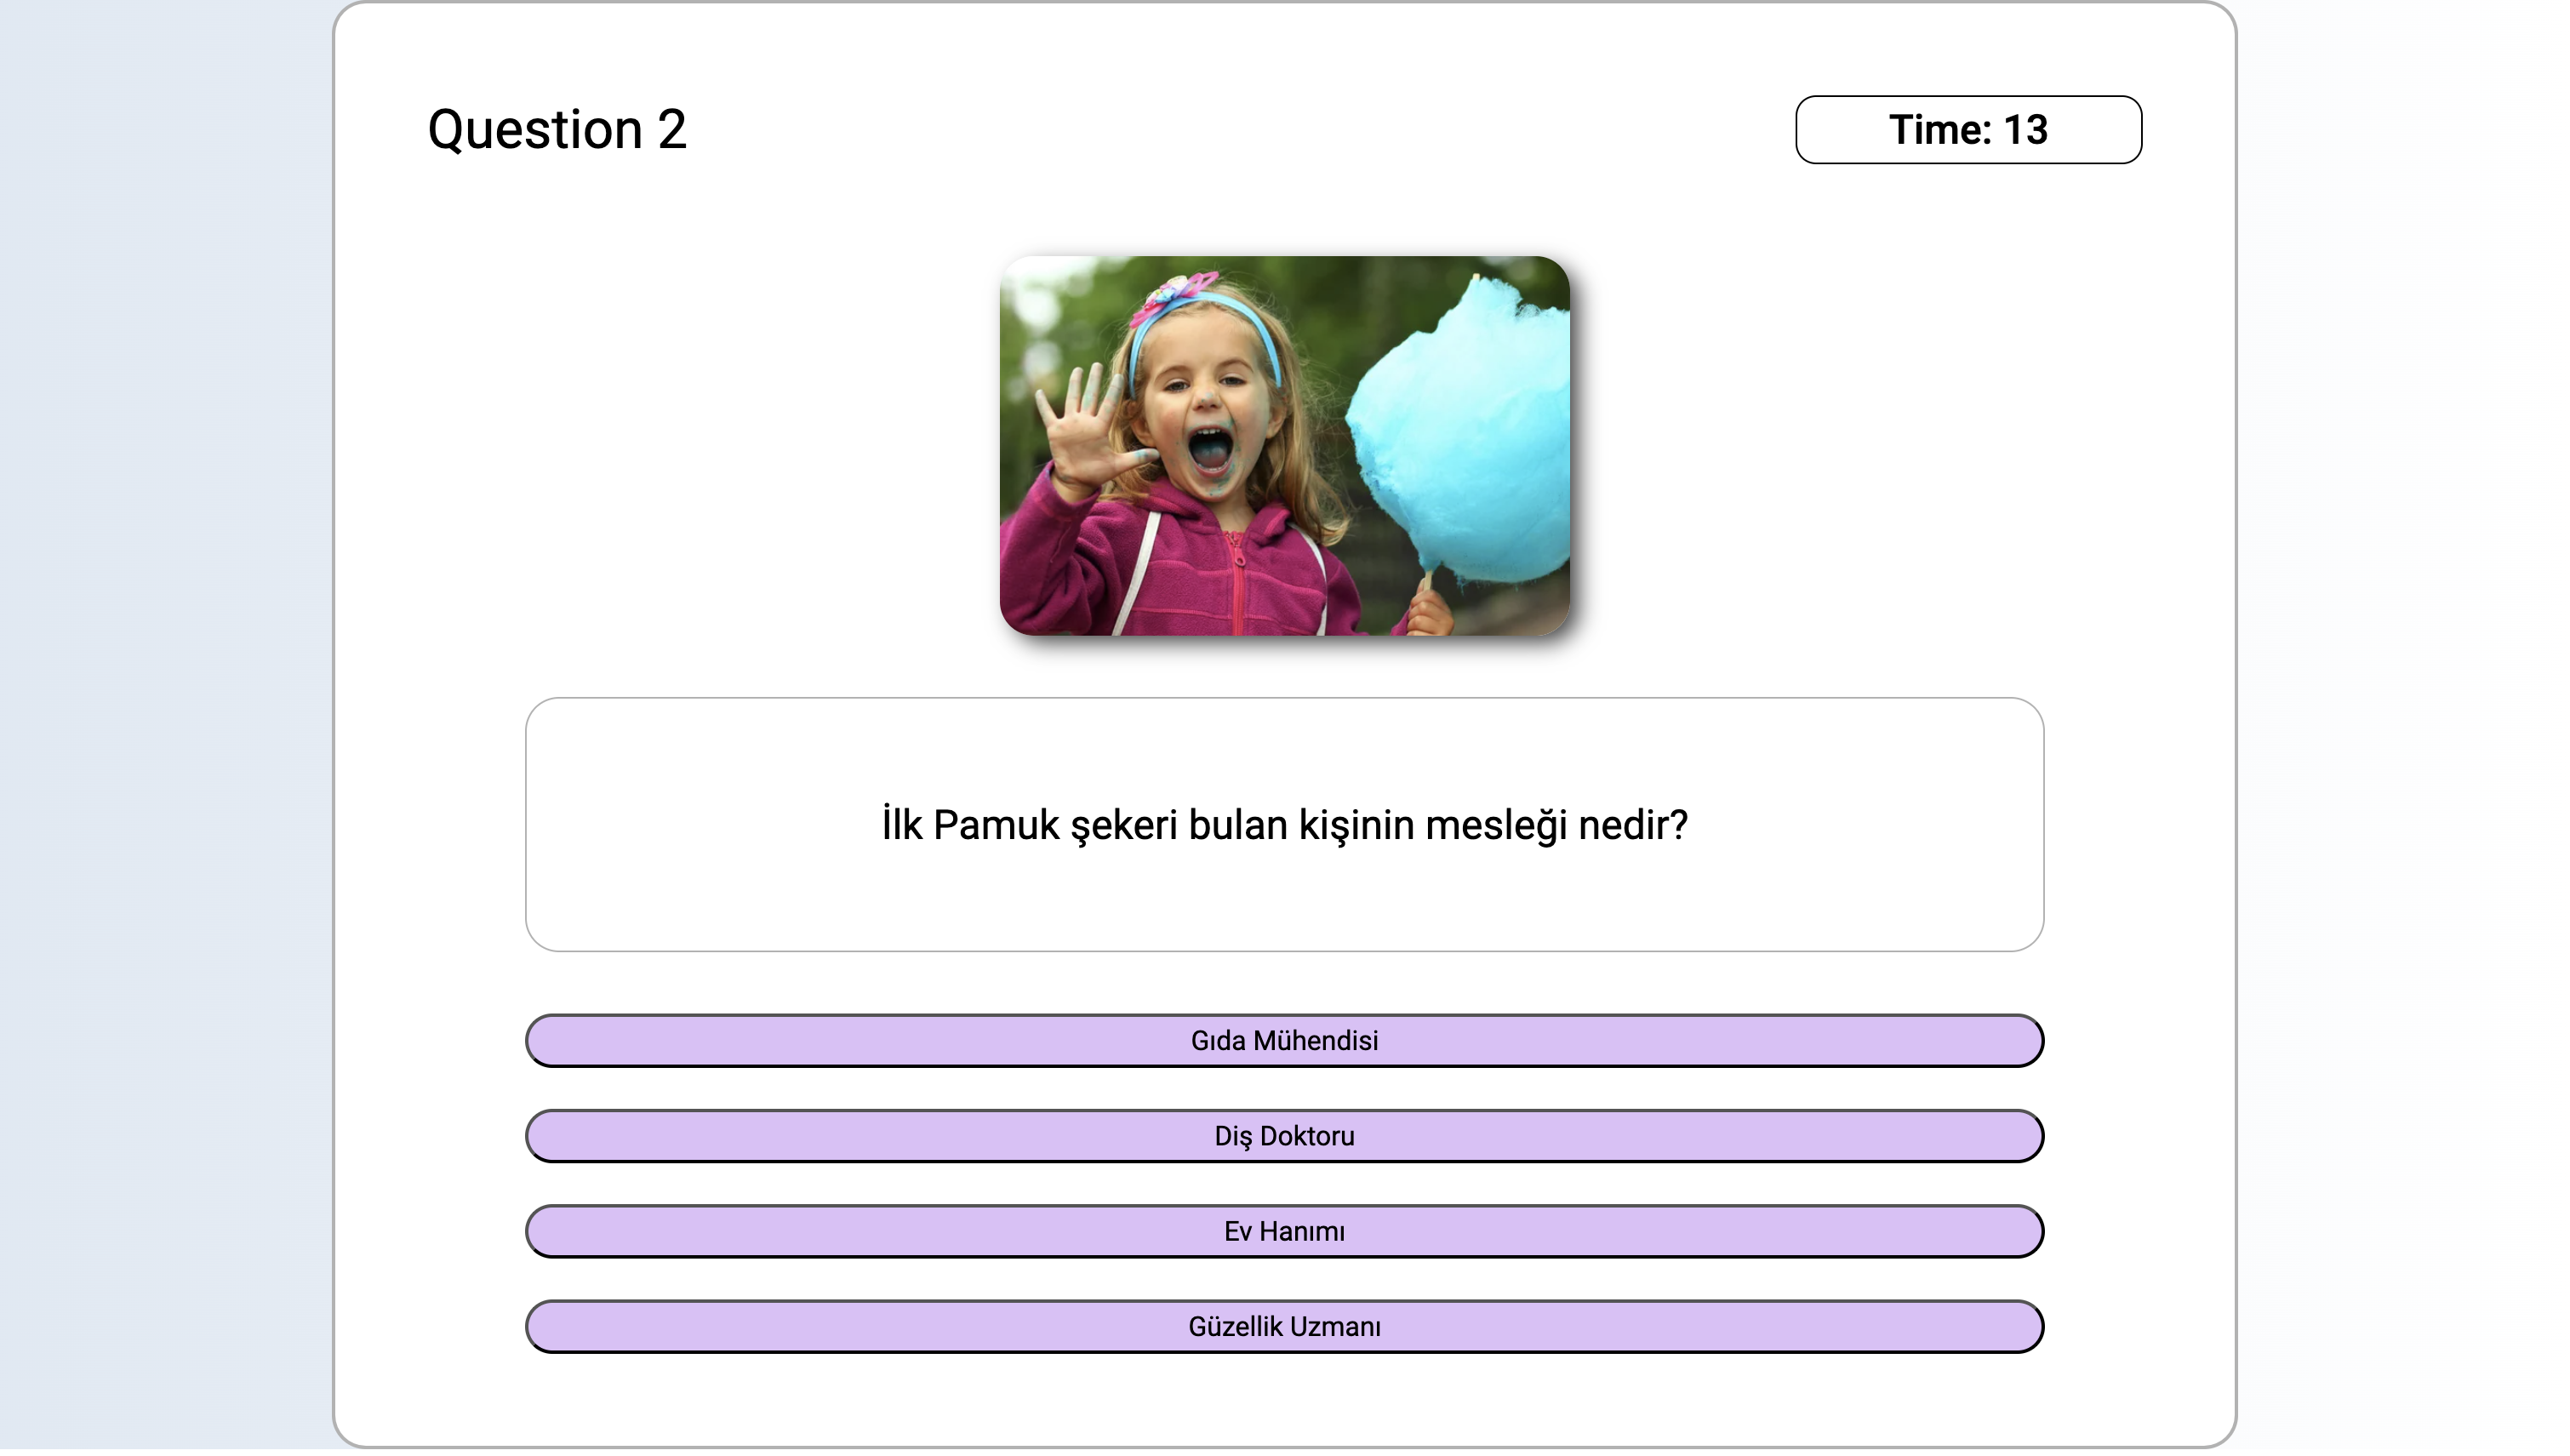 Question 2
Time: 13
İlk Pamuk şekeri bulan kişinin mesleği nedir?
Gıda Mühendisi
Diş Doktoru
Ev Hanımı
Güzellik Uzmanı